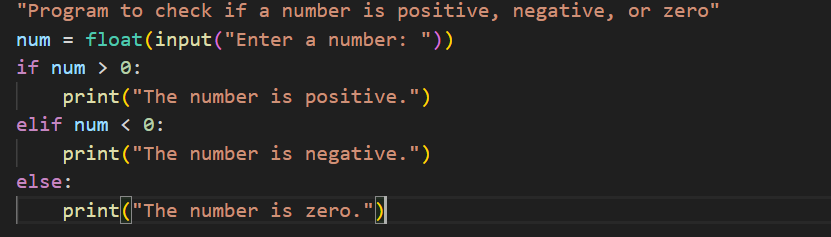 "Program to check if a number is positive, negative, or zero"
num = float(input("Enter a number: "))
if num > 0:
    print("The number is positive.")
elif num < 0:
    print("The number is negative.")
else:
    print("The number is zero.")